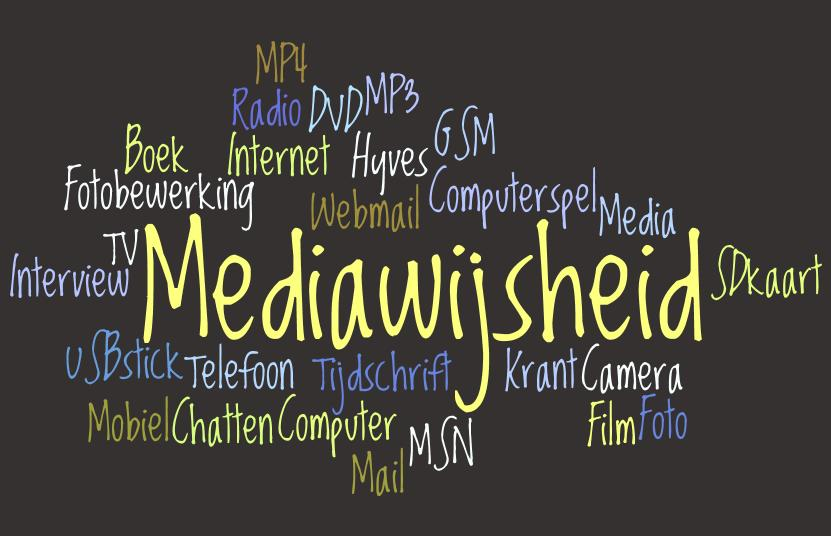 MP4
Radio DVD MP3
Boek Internet Hyves GSM
Fotobewerking Webmail Computerspel Media
TV
Interview Mediawijsheid SDkaart
USBstick Telefoon Tijdschrift Krant Camera
Mobiel Chatten Computer MSN Film Foto
Mail